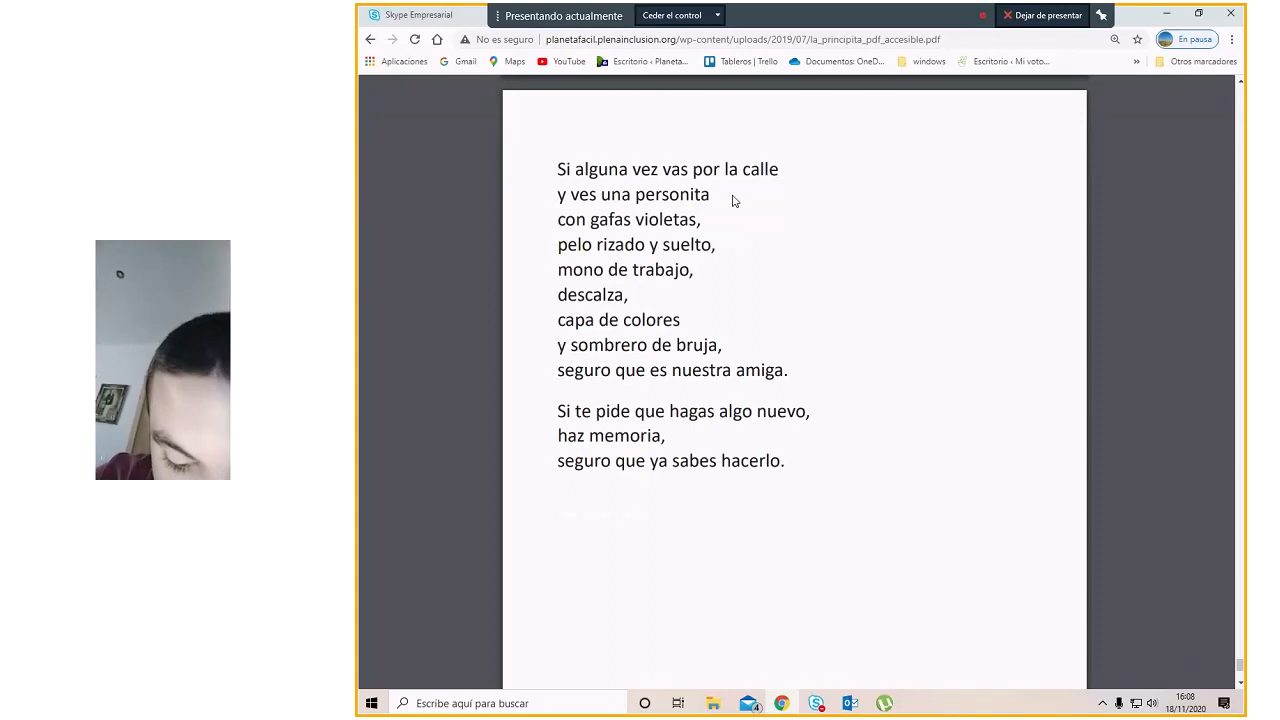 Skype Empresarial
Presentando actualmente
Ceder el control
Dejar de presentar
No es seguro
planetafacil.plenainclusion.org/wp-content/uploads/2019/07/la_principita_pdf_accesible.pdf
En pausa
Aplicaciones
Gmail
Maps
YouTube
Escritorio ‹ Planeta...
Tableros | Trello
Documentos: OneD...
windows
Escritorio ‹ Mi voto...
»
Otros marcadores
Si alguna vez vas por la calle
y ves una personita
con gafas violetas,
pelo rizado y suelto,
mono de trabajo,
descalza,
capa de colores
y sombrero de bruja,
seguro que es nuestra amiga.
Si te pide que hagas algo nuevo,
haz memoria,
seguro que ya sabes hacerlo.
Escribe aquí para buscar
4
16:08
18/11/2020